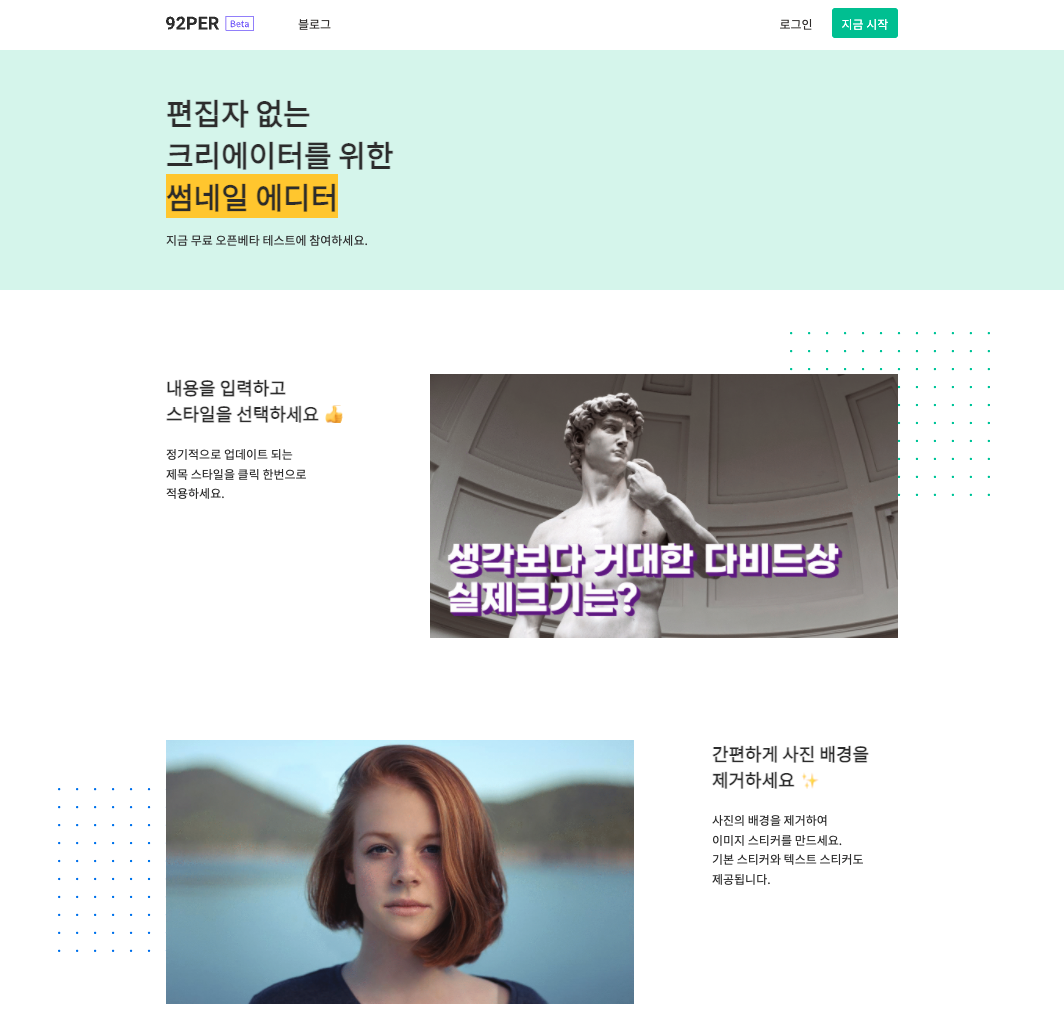 92PER Beta 블로그 로그인 지금 시작
편집자 없는
크리에이터를 위한
썸네일 에디터
지금 무료 오픈베타 테스트에 참여하세요.
내용을 입력하고
스타일을 선택하세요 👍
정기적으로 업데이트 되는
제목 스타일을 클릭 한번으로
적용하세요.
생각보다 거대한 다비드상
실제크기는?
간편하게 사진 배경을
제거하세요 ✨
사진의 배경을 제거하여
이미지 스티커를 만드세요.
기본 스티커와 텍스트 스티커도
제공됩니다.